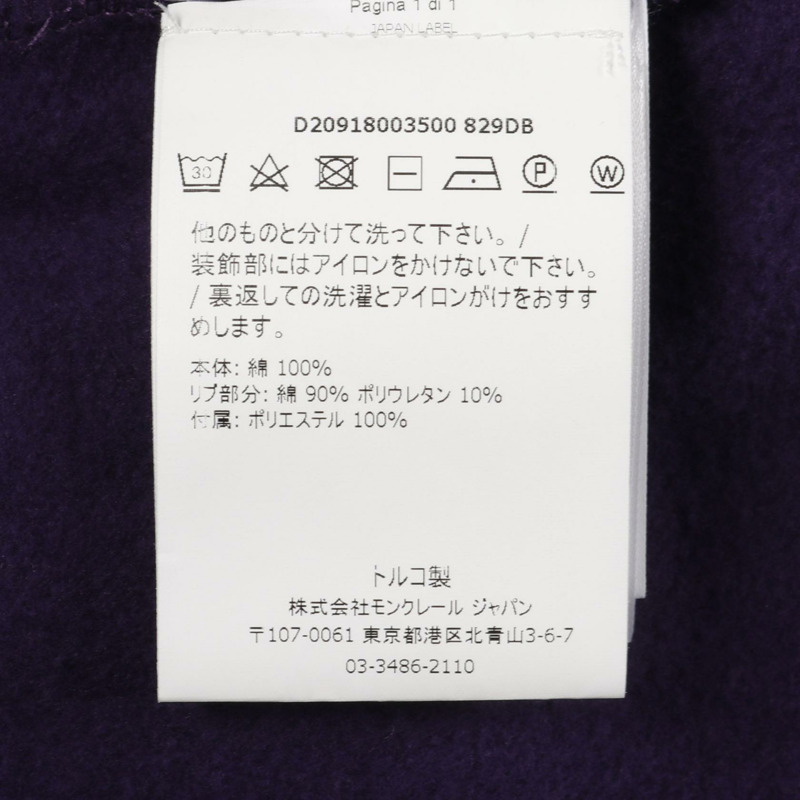 Pagina 1 di 1
JAPAN LABEL
D20918003500 829DB
30 P W
他のものと分けて洗って下さい。/
装飾部にはアイロンをかけないで下さい。
/ 裏返しての洗濯とアイロンがけをおすす
めします。
本体: 綿 100%
リブ部分: 綿 90% ポリウレタン 10%
付属: ポリエステル 100%
トルコ製
株式会社モンクレール ジャパン
〒107-0061 東京都港区北青山3-6-7
03-3486-2110